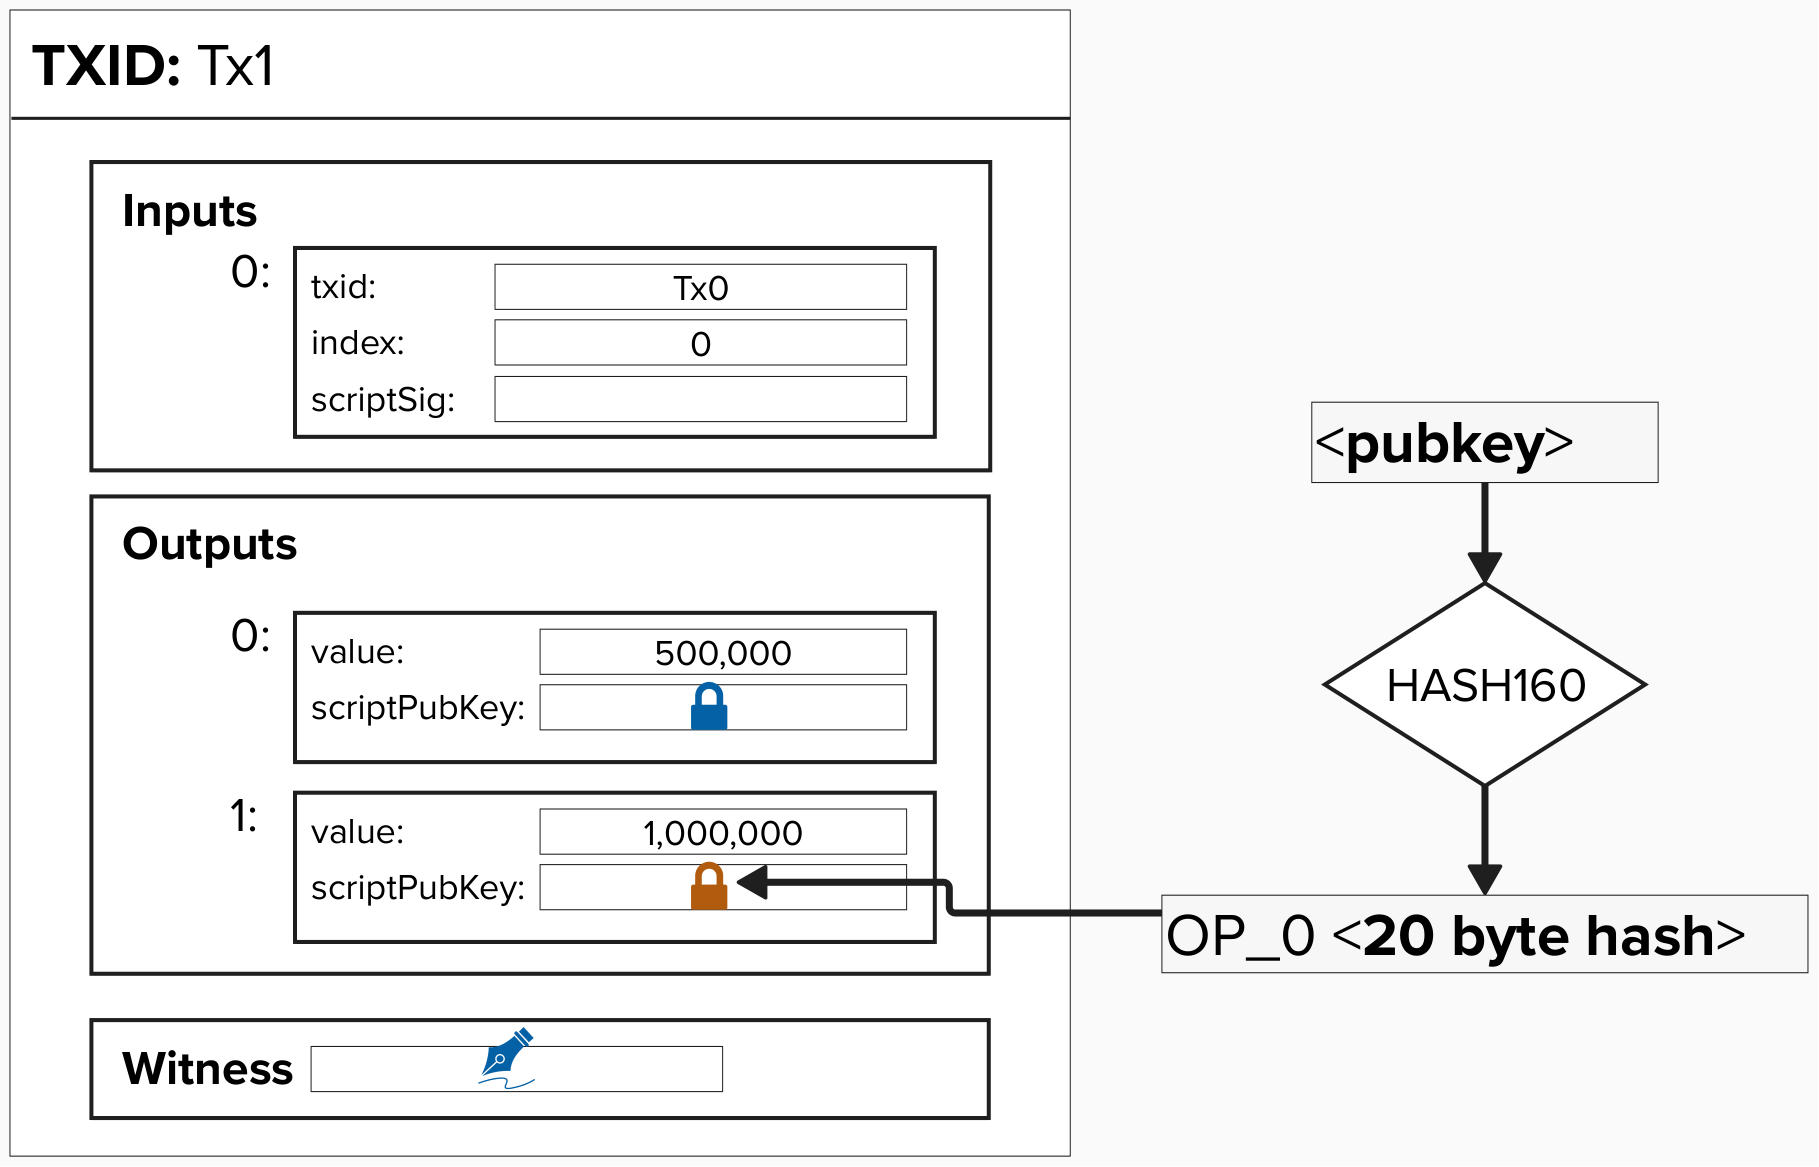 TXID: Tx1
Inputs
0:
txid: Tx0
index: 0
scriptSig:
Outputs
0:
value: 500,000
scriptPubKey:
1:
value: 1,000,000
scriptPubKey:
Witness
<pubkey>
HASH160
OP_0 <20 byte hash>